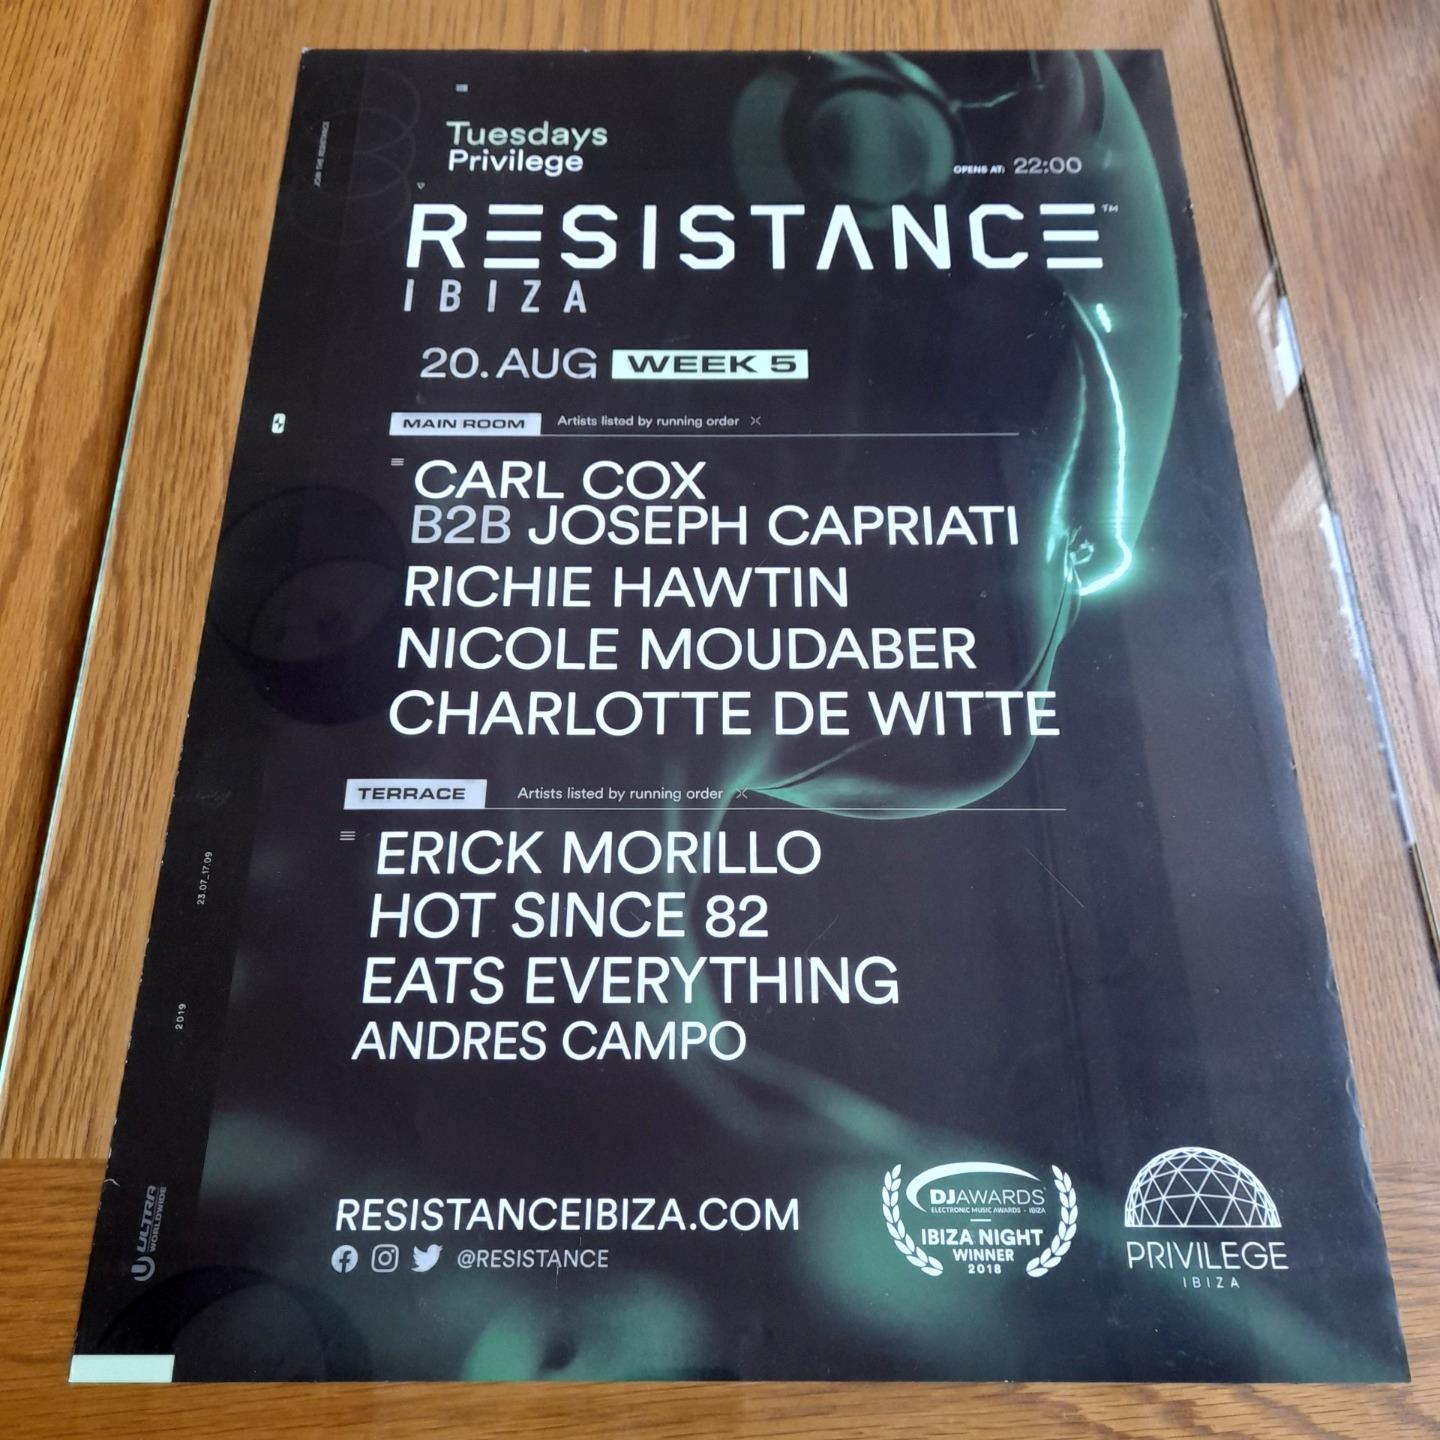 Tuesdays
Privilege
OPENS AT: 22:00
RESISTANCE™
IBIZA
20. AUG WEEK 5
MAIN ROOM Artists listed by running order
CARL COX
B2B JOSEPH CAPRIATI
RICHIE HAWTIN
NICOLE MOUDABER
CHARLOTTE DE WITTE
TERRACE Artists listed by running order
ERICK MORILLO
HOT SINCE 82
EATS EVERYTHING
ANDRES CAMPO
RESISTANCEIBIZA.COM
@RESISTANCE
DJAWARDS
ELECTRONIC MUSIC AWARDS · IBIZA
IBIZA NIGHT
WINNER
2018
PRIVILEGE
IBIZA
JOIN THE RESISTANCE
23.07_17.09
2019
ULTRA
WORLDWIDE